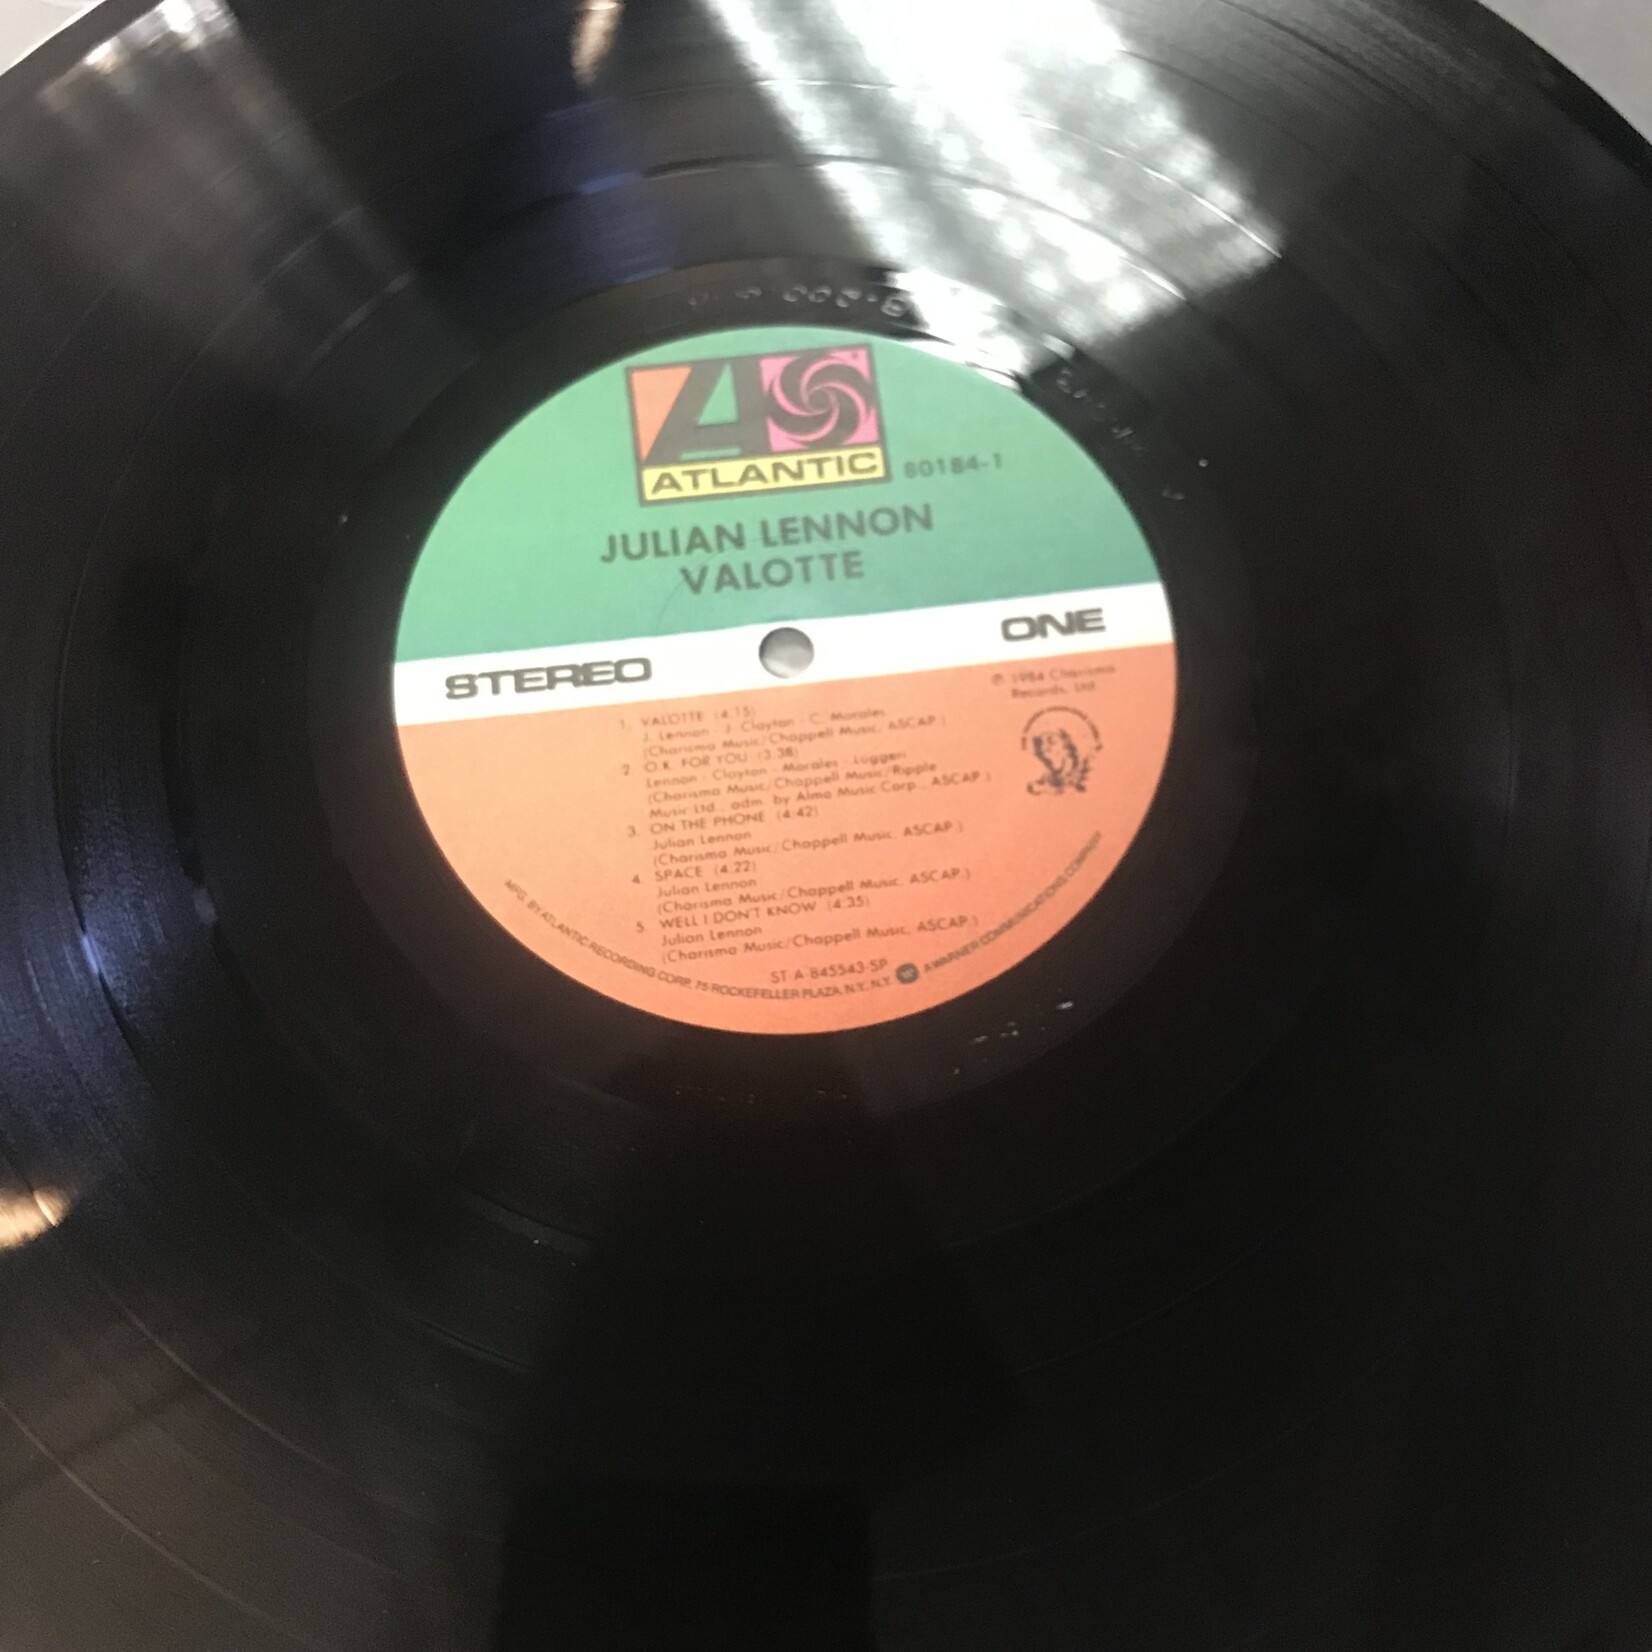 ATLANTIC 80184-1
JULIAN LENNON
VALOTTE
STEREO
ONE
℗ 1984 Charisma
Records, Ltd.
1. VALOTTE (4:15)
J. Lennon - J. Clayton - C. Morales
(Charisma Music/Chappell Music, ASCAP.)
2. O.K. FOR YOU (3:38)
Lennon - Clayton - Morales - Luggeri
(Charisma Music/Chappell Music/Ripple
Music Ltd., adm. by Almo Music Corp., ASCAP.)
3. ON THE PHONE (4:42)
Julian Lennon
(Charisma Music/Chappell Music, ASCAP.)
4. SPACE (4:22)
Julian Lennon
(Charisma Music/Chappell Music, ASCAP.)
5. WELL I DON'T KNOW (4:35)
Julian Lennon
(Charisma Music/Chappell Music, ASCAP.)
ST-A-845543-SP
MFG. BY ATLANTIC RECORDING CORP., 75 ROCKEFELLER PLAZA, N.Y., N.Y. A WARNER COMMUNICATIONS COMPANY